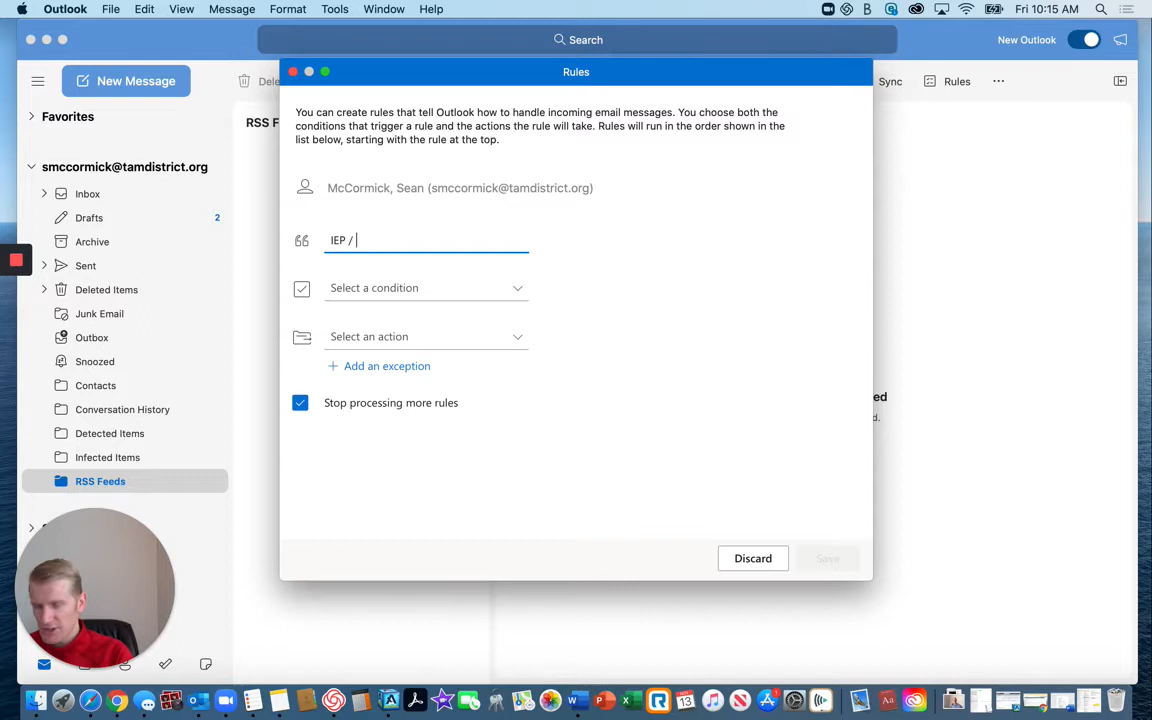 Outlook File Edit View Message Format Tools Window Help Fri 10:15 AM
Search
New Outlook
New Message
Rules
Sync
Rules
Favorites
RSS F
You can create rules that tell Outlook how to handle incoming email messages. You choose both the
conditions that trigger a rule and the actions the rule will take. Rules will run in the order shown in the
list below, starting with the rule at the top.
smccormick@tamdistrict.org
Inbox
Drafts 2
Archive
Sent
Deleted Items
Junk Email
Outbox
Snoozed
Contacts
Conversation History
Detected Items
Infected Items
RSS Feeds
McCormick, Sean (smccormick@tamdistrict.org)
IEP /
Select a condition
Select an action
Add an exception
Stop processing more rules
ed
d.
Discard
Save